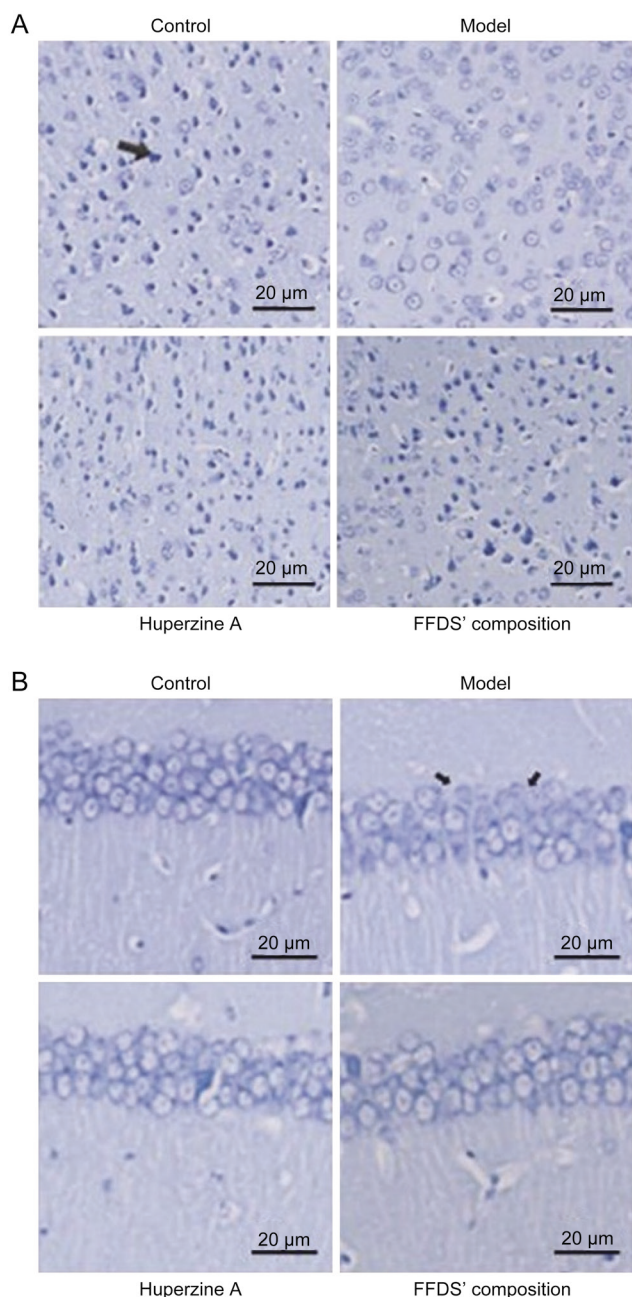 A
Control Model
20 µm 20 µm
20 µm 20 µm
Huperzine A FFDS' composition
B
Control Model
20 µm 20 µm
20 µm 20 µm
Huperzine A FFDS' composition